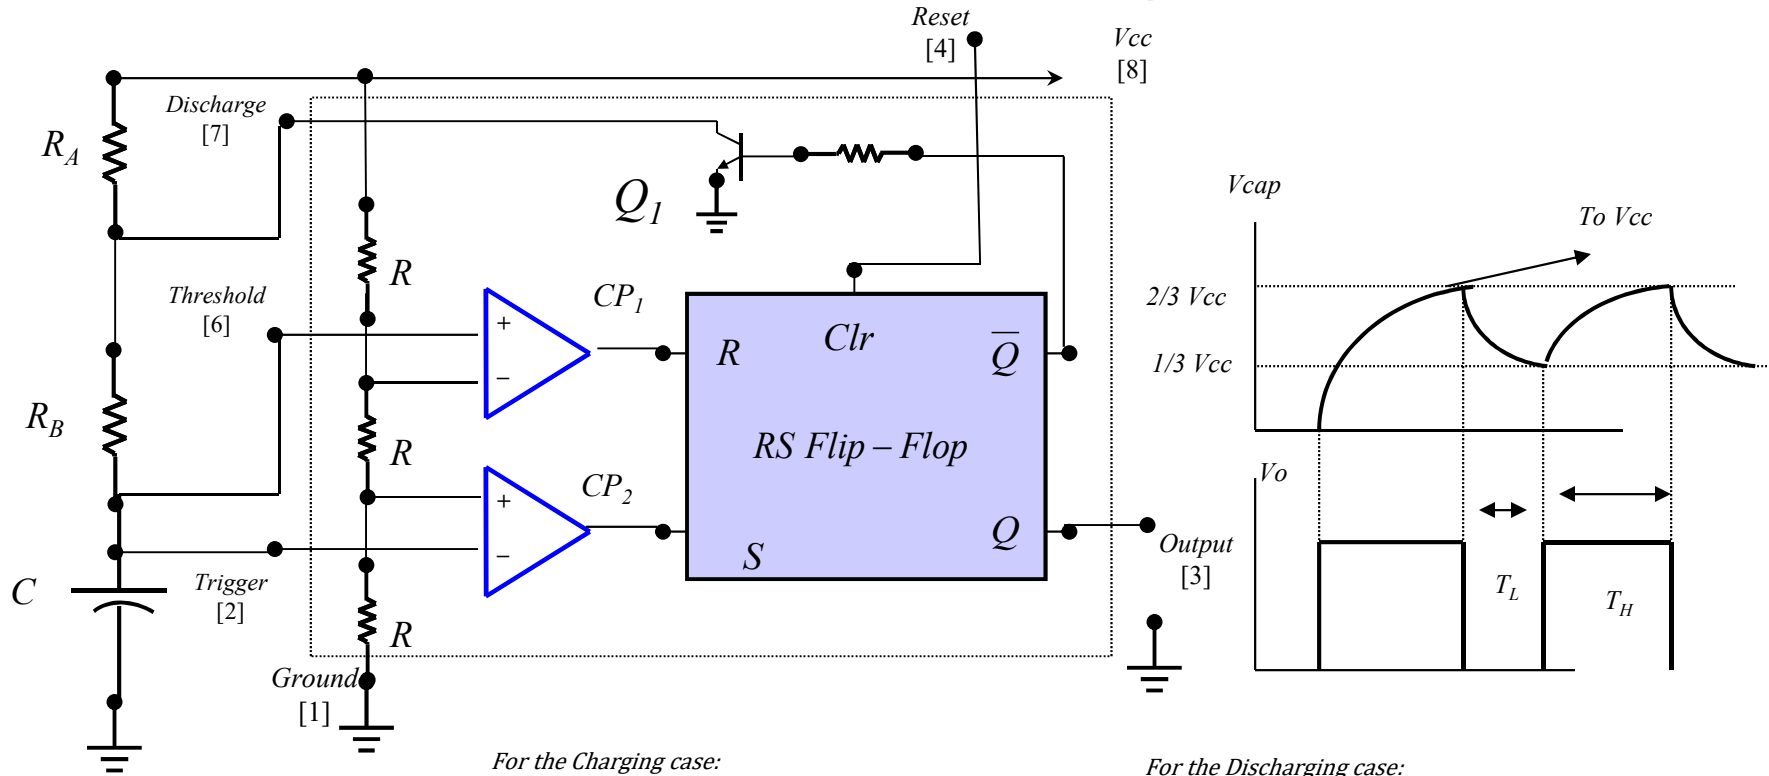 Reset
[4]
Vcc
[8]
Discharge
[7]
R_A
Q_1
Vcap
To Vcc
2/3 Vcc
1/3 Vcc
R
Threshold
[6]
CP_1
+
−
R
Clr
Q̅
R_B
R
RS Flip – Flop
CP_2
+
−
S
Q
Output
[3]
Vo
T_L
T_H
C
Trigger
[2]
R
Ground
[1]
For the Charging case:
For the Discharging case: